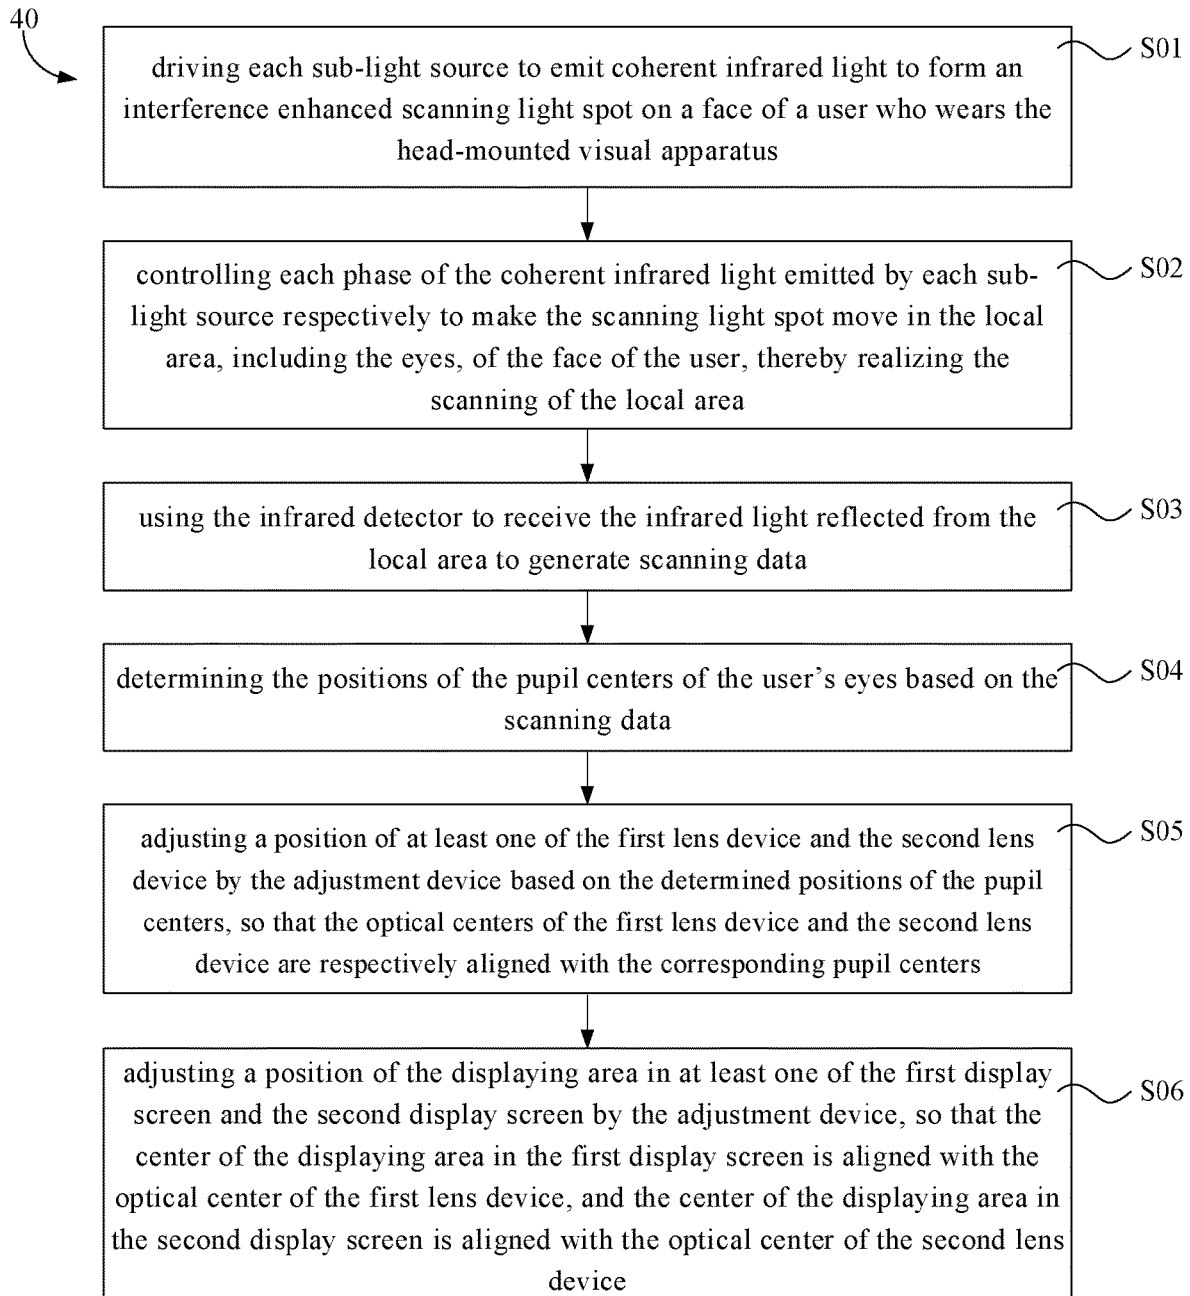 40
driving each sub-light source to emit coherent infrared light to form an
interference enhanced scanning light spot on a face of a user who wears the
head-mounted visual apparatus
S01
controlling each phase of the coherent infrared light emitted by each sub-
light source respectively to make the scanning light spot move in the local
area, including the eyes, of the face of the user, thereby realizing the
scanning of the local area
S02
using the infrared detector to receive the infrared light reflected from the
local area to generate scanning data
S03
determining the positions of the pupil centers of the user's eyes based on the
scanning data
S04
adjusting a position of at least one of the first lens device and the second lens
device by the adjustment device based on the determined positions of the pupil
centers, so that the optical centers of the first lens device and the second lens
device are respectively aligned with the corresponding pupil centers
S05
adjusting a position of the displaying area in at least one of the first display
screen and the second display screen by the adjustment device, so that the
center of the displaying area in the first display screen is aligned with the
optical center of the first lens device, and the center of the displaying area in
the second display screen is aligned with the optical center of the second lens
device
S06